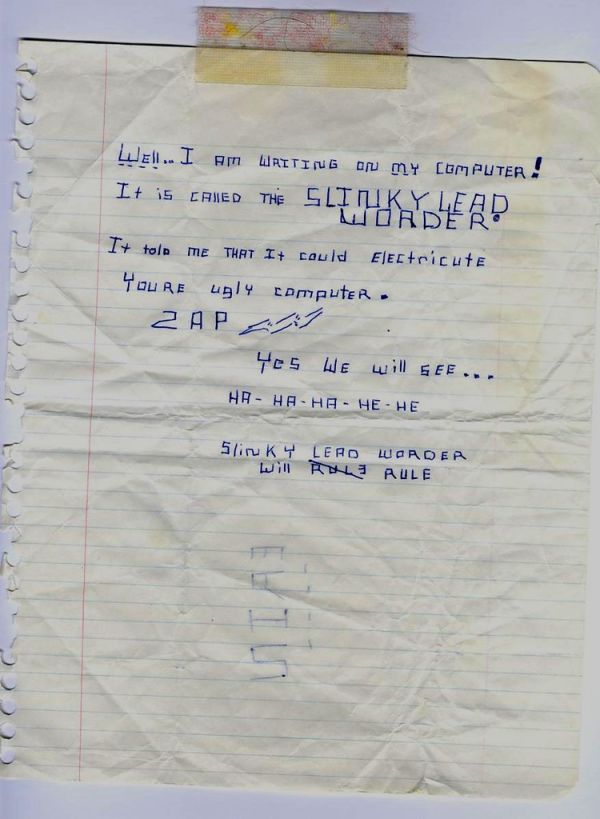 Well... I AM WRITING ON MY COMPUTER!
It is CAllED THE SLINKY LEAD
WORDER.
It told ME THAT It could Electricute
YOURE ugly computer.
ZAP
Yes WE will SEE...
HA-HA-HA-HE-HE
SlinKY LEAD WORDER
Will RULE RULE